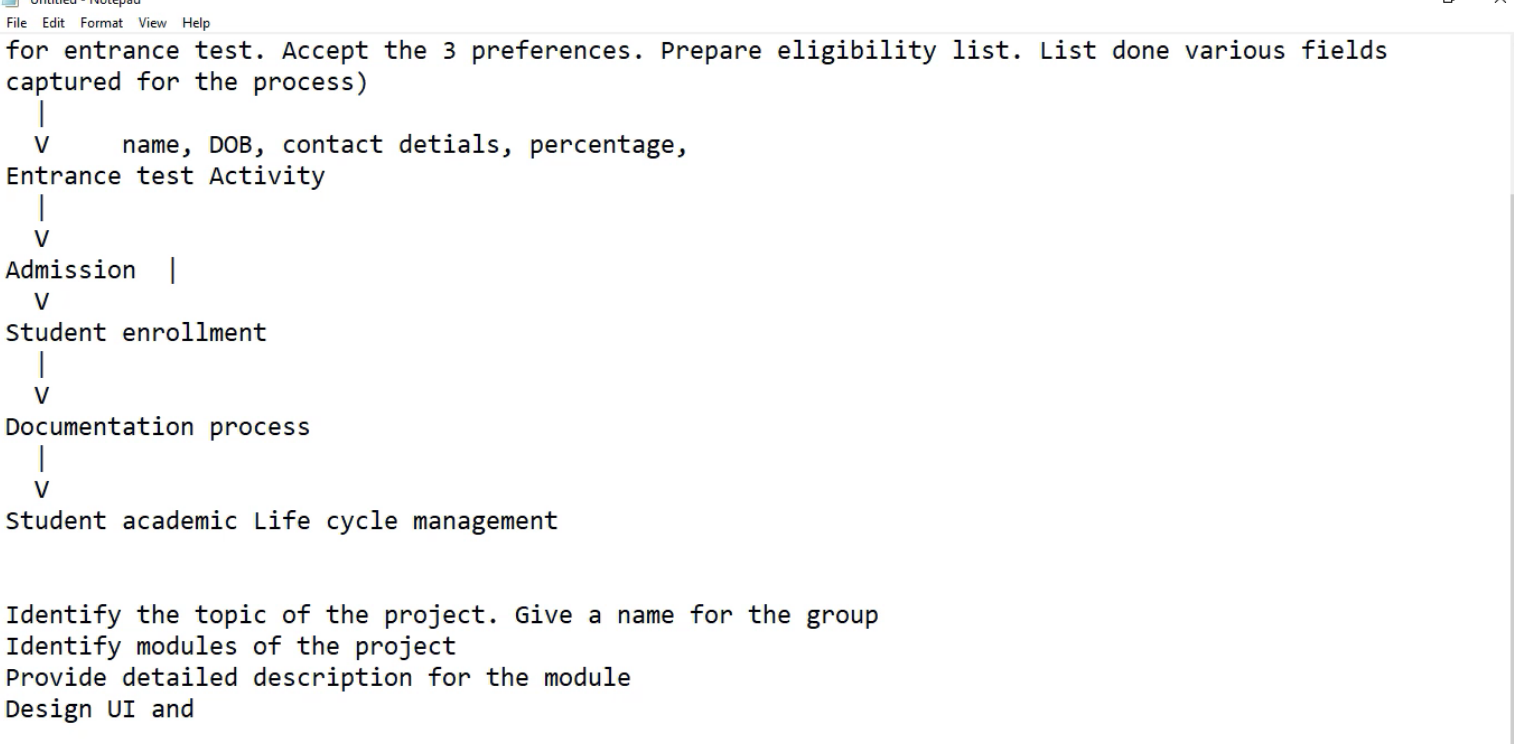 Untitled - Notepad
File Edit Format View Help
for entrance test. Accept the 3 preferences. Prepare eligibility list. List done various fields
captured for the process)
|
V name, DOB, contact detials, percentage,
Entrance test Activity
|
V
Admission |
V
Student enrollment
|
V
Documentation process
|
V
Student academic Life cycle management
Identify the topic of the project. Give a name for the group
Identify modules of the project
Provide detailed description for the module
Design UI and